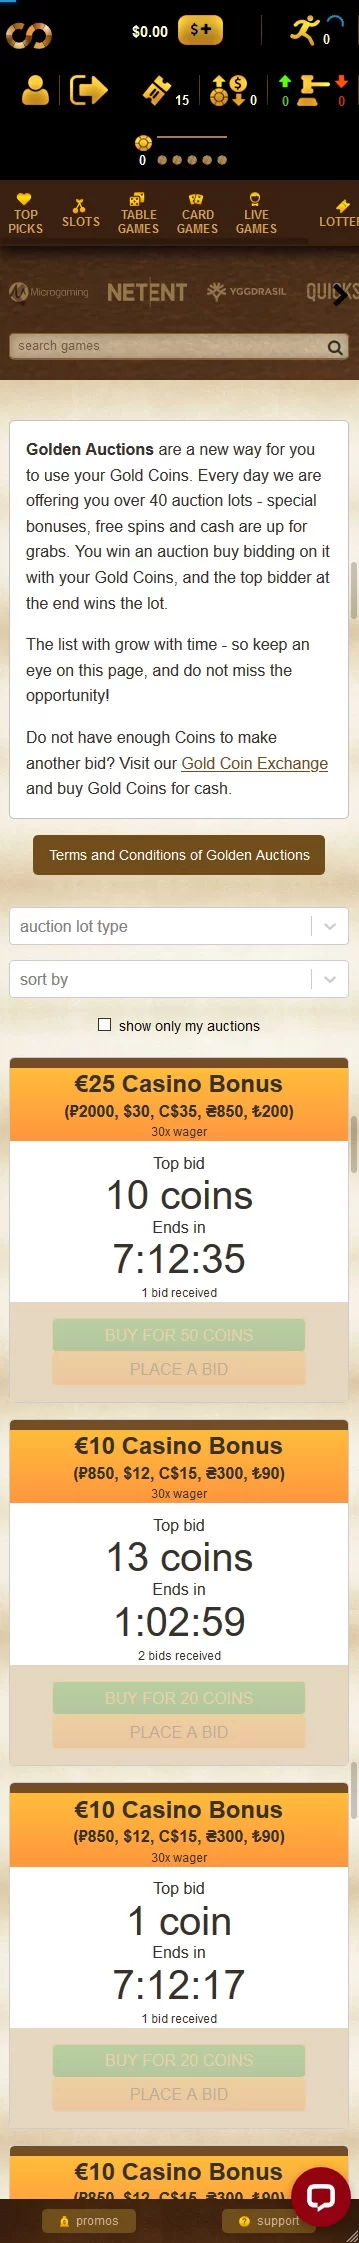 $0.00
$+
0
15
0
0
0
0
TOP
PICKS
SLOTS
TABLE
GAMES
CARD
GAMES
LIVE
GAMES
LOTTE
Microgaming
NETENT
YGGDRASIL
QUICKS
search games
Golden Auctions are a new way for you
to use your Gold Coins. Every day we are
offering you over 40 auction lots - special
bonuses, free spins and cash are up for
grabs. You win an auction buy bidding on it
with your Gold Coins, and the top bidder at
the end wins the lot.
The list with grow with time - so keep an
eye on this page, and do not miss the
opportunity!
Do not have enough Coins to make
another bid? Visit our Gold Coin Exchange
and buy Gold Coins for cash.
Terms and Conditions of Golden Auctions
auction lot type
sort by
show only my auctions
€25 Casino Bonus
(₽2000, $30, C$35, ₴850, ₺200)
30x wager
Top bid
10 coins
Ends in
7:12:35
1 bid received
BUY FOR 50 COINS
PLACE A BID
€10 Casino Bonus
(₽850, $12, C$15, ₴300, ₺90)
30x wager
Top bid
13 coins
Ends in
1:02:59
2 bids received
BUY FOR 20 COINS
PLACE A BID
€10 Casino Bonus
(₽850, $12, C$15, ₴300, ₺90)
30x wager
Top bid
1 coin
Ends in
7:12:17
1 bid received
BUY FOR 20 COINS
PLACE A BID
€10 Casino Bonus
(₽850, $12, C$15, ₴300, ₺90)
promos
support